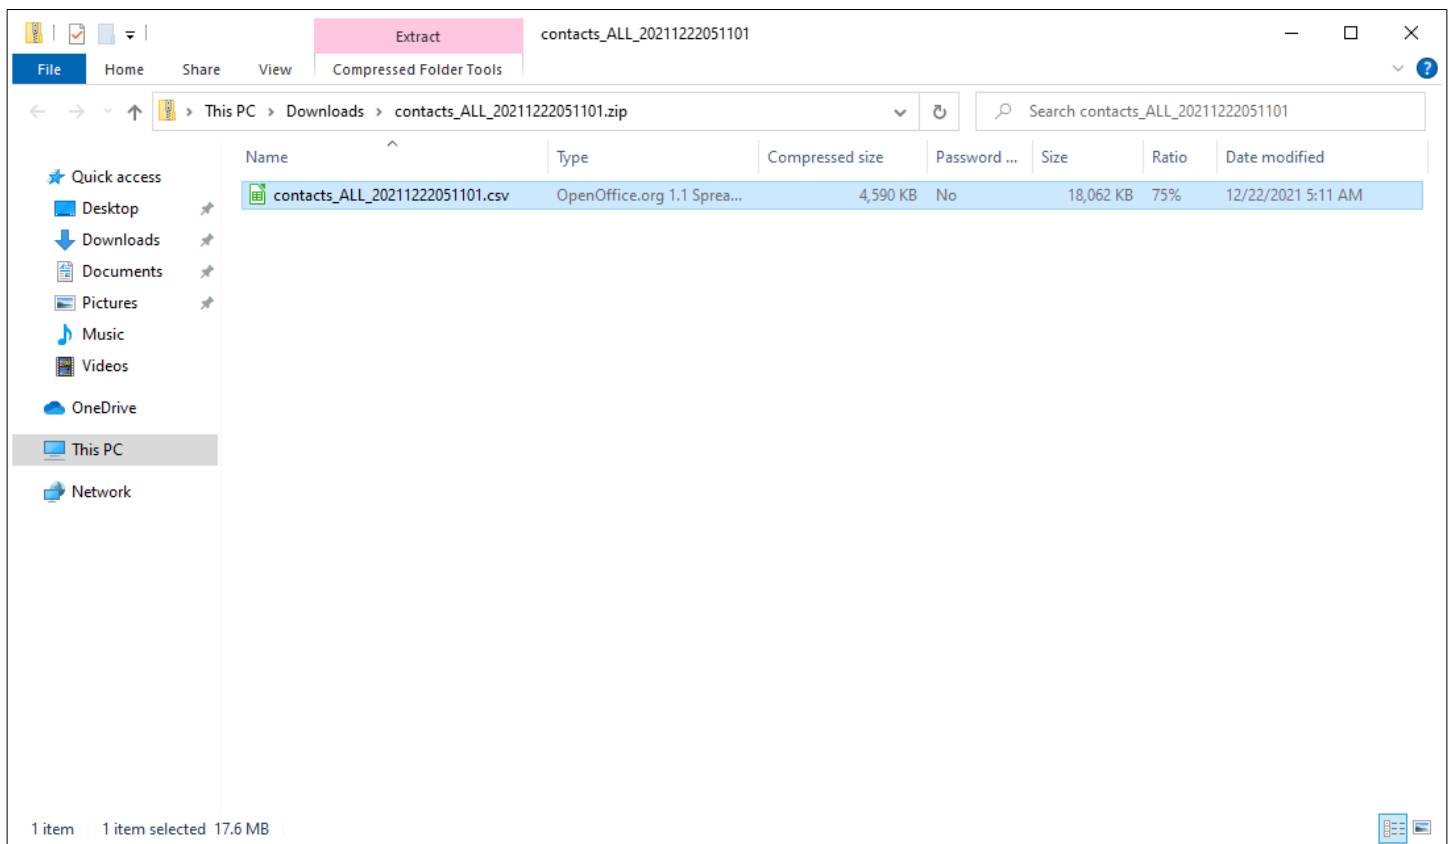 Extract
contacts_ALL_20211222051101
File Home Share View Compressed Folder Tools
This PC Downloads contacts_ALL_20211222051101.zip
Search contacts_ALL_20211222051101
Name Type Compressed size Password ... Size Ratio Date modified
contacts_ALL_20211222051101.csv OpenOffice.org 1.1 Sprea... 4,590 KB No 18,062 KB 75% 12/22/2021 5:11 AM
Quick access
Desktop
Downloads
Documents
Pictures
Music
Videos
OneDrive
This PC
Network
1 item 1 item selected 17.6 MB